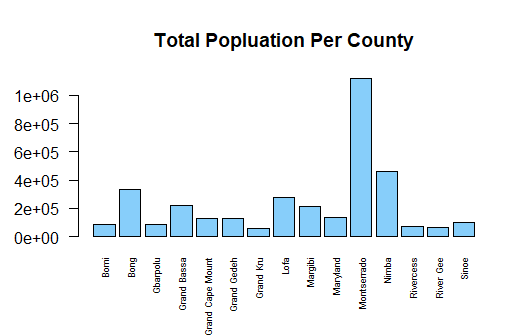 Total Popluation Per County
1e+06
8e+05
6e+05
4e+05
2e+05
0e+00
Bomi
Bong
Gbarpolu
Grand Bassa
Grand Cape Mount
Grand Gedeh
Grand Kru
Lofa
Margibi
Maryland
Montserrado
Nimba
Rivercess
River Gee
Sinoe